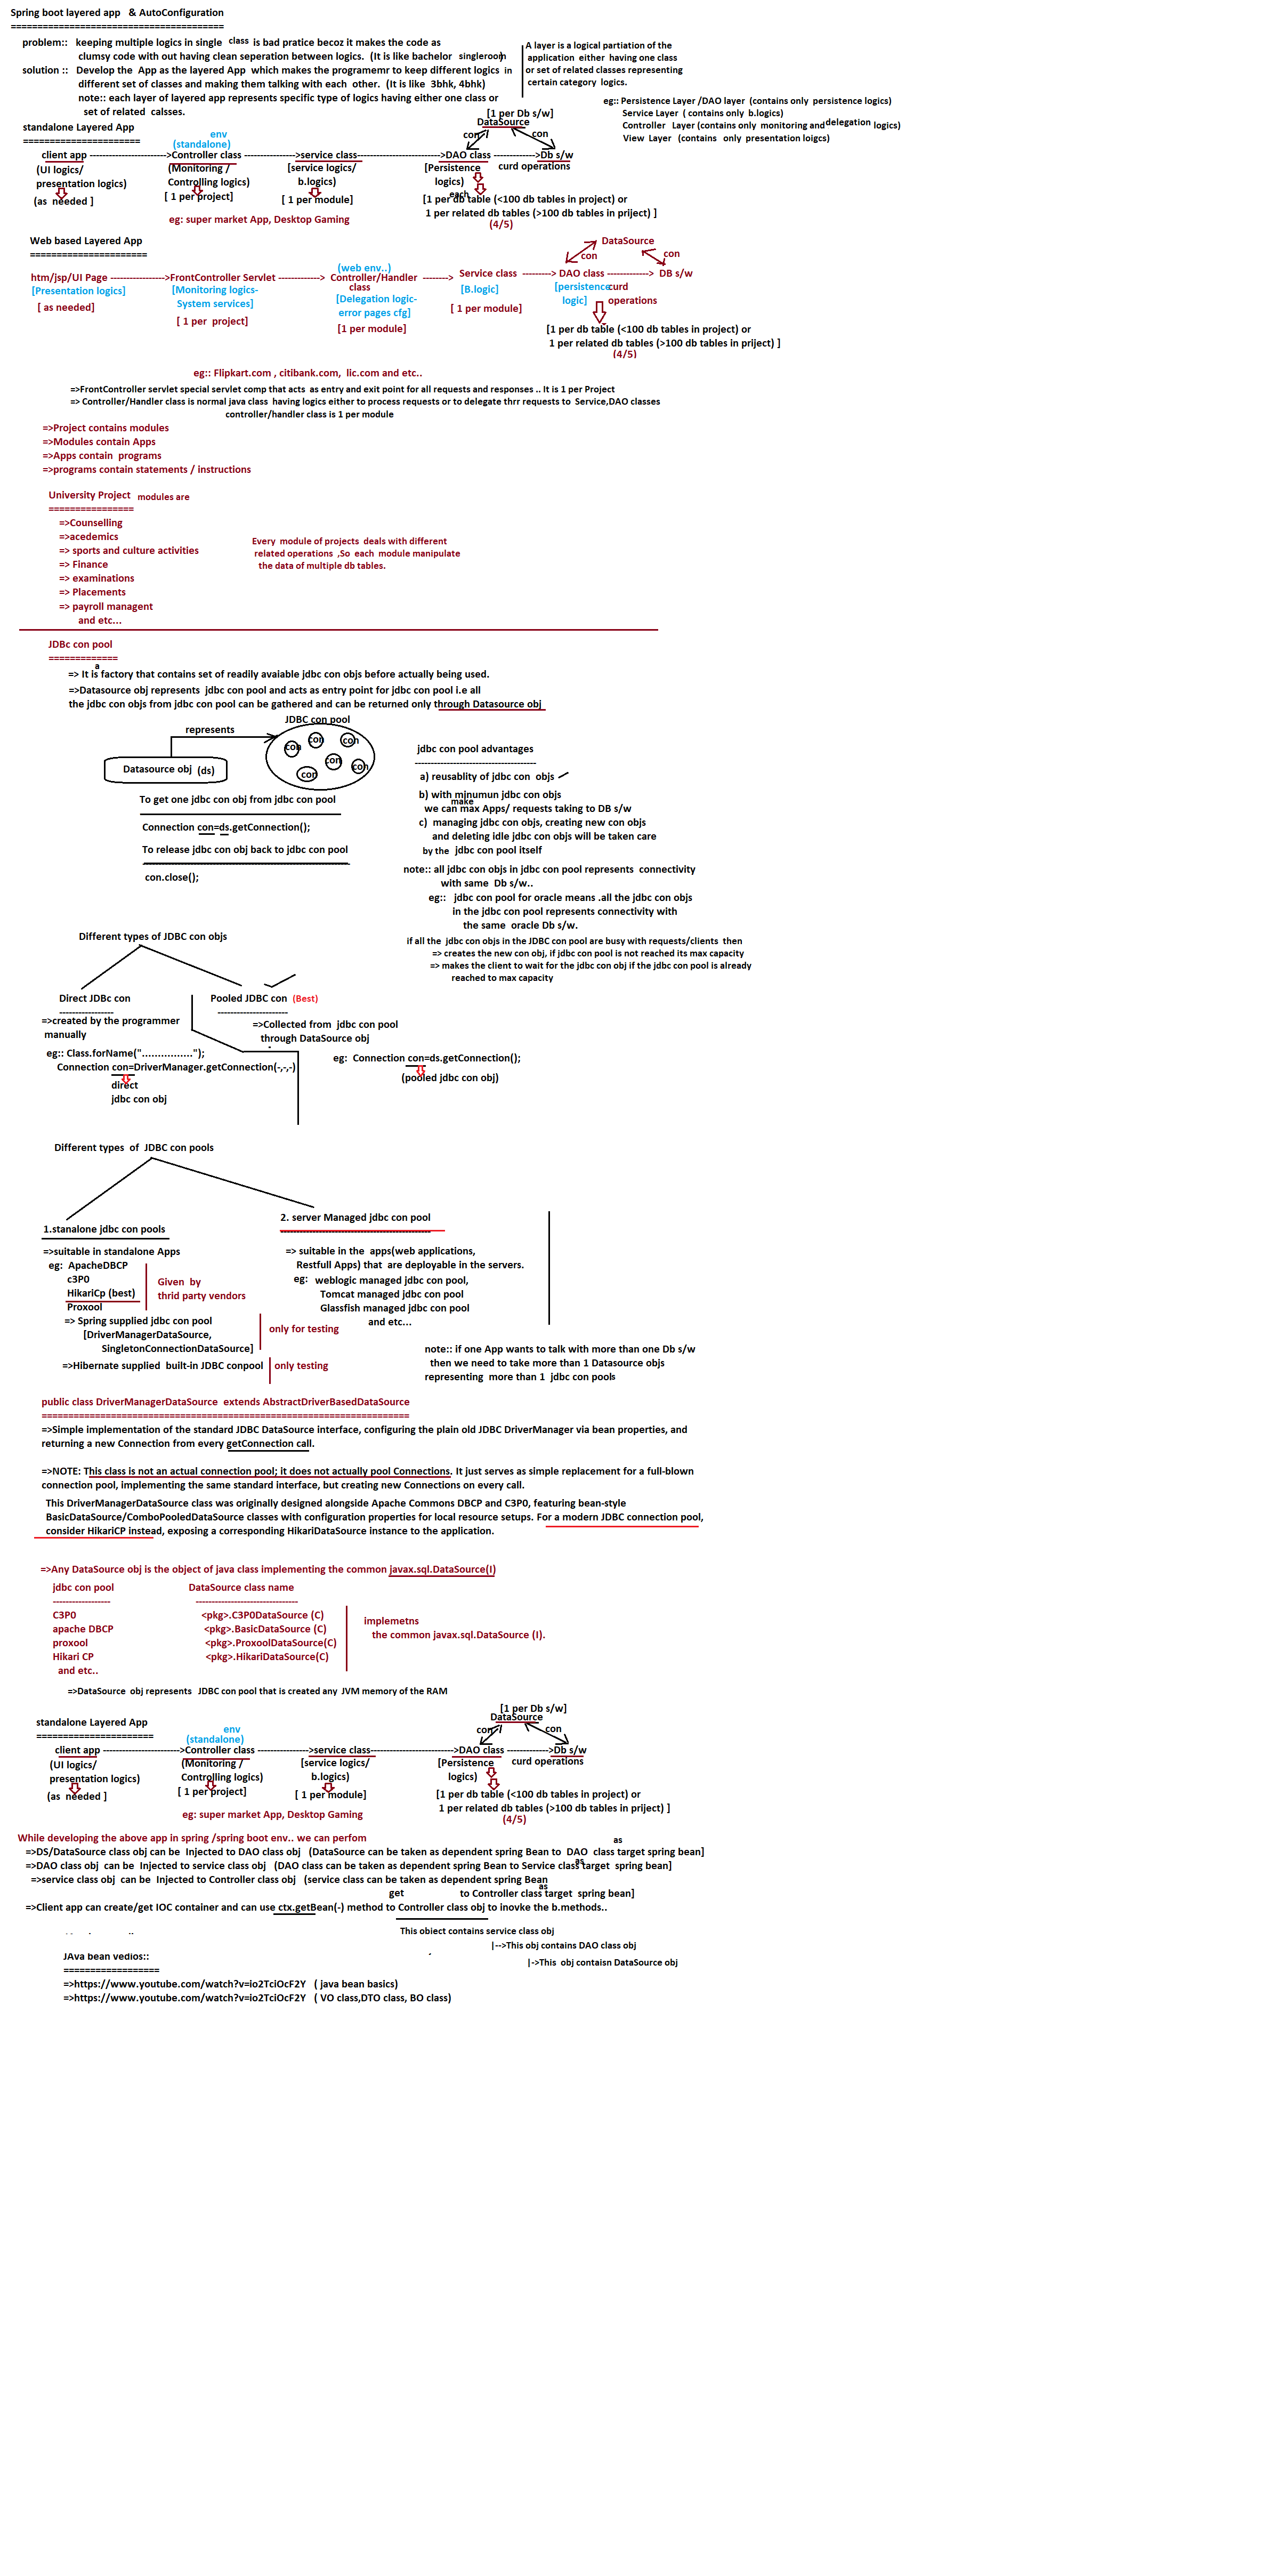 Spring boot layered app & AutoConfiguration
========================================
problem:: keeping multiple logics in single class is bad pratice becoz it makes the code as
clumsy code with out having clean seperation between logics. (It is like bachelor singleroom)
solution :: Develop the App as the layered App which makes the programemr to keep different logics in
different set of classes and making them talking with each other. (It is like 3bhk, 4bhk)
note:: each layer of layered app represents specific type of logics having either one class or
set of related calsses.
A layer is a logical partiation of the
application either having one class
or set of related classes representing
certain category logics.
eg:: Persistence Layer /DAO layer (contains only persistence logics)
Service Layer ( contains only b.logics)
Controller Layer (contains only monitoring and delegation logics)
View Layer (contains only presentation loigcs)
standalone Layered App
======================
[1 per Db s/w]
DataSource
con con
env
(standalone)
client app ------------------------>Controller class ---------------->service class-------------------------->DAO class ------------->Db s/w
curd operations
(UI logics/
presentation logics)
(as needed ]
(Monitoring /
Controlling logics)
[ 1 per project]
[service logics/
b.logics)
[ 1 per module]
[Persistence
logics)
each
[1 per db table (<100 db tables in project) or
1 per related db tables (>100 db tables in priject) ]
(4/5)
eg: super market App, Desktop Gaming
Web based Layered App
======================
DataSource
con con
(web env..)
htm/jsp/UI Page ----------------->FrontController Servlet -------------> Controller/Handler --------> Service class ---------> DAO class -------------> DB s/w
class
[Presentation logics]
[ as needed]
[Monitoring logics-
System services]
[ 1 per project]
[Delegation logic-
error pages cfg]
[1 per module]
[B.logic]
[ 1 per module]
[persistence
logic]
curd
operations
[1 per db table (<100 db tables in project) or
1 per related db tables (>100 db tables in priject) ]
(4/5)
eg:: Flipkart.com , citibank.com, lic.com and etc..
=>FrontController servlet special servlet comp that acts as entry and exit point for all requests and responses .. It is 1 per Project
=> Controller/Handler class is normal java class having logics either to process requests or to delegate thrr requests to Service,DAO classes
controller/handler class is 1 per module
=>Project contains modules
=>Modules contain Apps
=>Apps contain programs
=>programs contain statements / instructions
University Project modules are
================
=>Counselling
=>acedemics
=> sports and culture activities
=> Finance
=> examinations
=> Placements
=> payroll managent
and etc...
Every module of projects deals with different
related operations ,So each module manipulate
the data of multiple db tables.
JDBc con pool
=============
a
=> It is factory that contains set of readily avaiable jdbc con objs before actually being used.
=>Datasource obj represents jdbc con pool and acts as entry point for jdbc con pool i.e all
the jdbc con objs from jdbc con pool can be gathered and can be returned only through Datasource obj
JDBC con pool
represents
con con con con con con
Datasource obj (ds)
To get one jdbc con obj from jdbc con pool
Connection con=ds.getConnection();
To release jdbc con obj back to jdbc con pool
con.close();
jdbc con pool advantages
--------------------------------------
a) reusablity of jdbc con objs
b) with minumun jdbc con objs
make
we can max Apps/ requests taking to DB s/w
c) managing jdbc con objs, creating new con objs
and deleting idle jdbc con objs will be taken care
by the jdbc con pool itself
note:: all jdbc con objs in jdbc con pool represents connectivity
with same Db s/w..
eg:: jdbc con pool for oracle means .all the jdbc con objs
in the jdbc con pool represents connectivity with
the same oracle Db s/w.
if all the jdbc con objs in the JDBC con pool are busy with requests/clients then
=> creates the new con obj, if jdbc con pool is not reached its max capacity
=> makes the client to wait for the jdbc con obj if the jdbc con pool is already
reached to max capacity
Different types of JDBC con objs
Direct JDBc con
-----------------
=>created by the programmer
manually
eg:: Class.forName("................");
Connection con=DriverManager.getConnection(-,-,-)
direct
jdbc con obj
Pooled JDBC con (Best)
----------------------
=>Collected from jdbc con pool
through DataSource obj
eg: Connection con=ds.getConnection();
(pooled jdbc con obj)
Different types of JDBC con pools
1.stanalone jdbc con pools
=>suitable in standalone Apps
eg: ApacheDBCP
c3P0
HikariCp (best)
Proxool
Given by
thrid party vendors
=> Spring supplied jdbc con pool
[DriverManagerDataSource,
SingletonConnectionDataSource]
only for testing
=>Hibernate supplied built-in JDBC conpool
only testing
2. server Managed jdbc con pool
=> suitable in the apps(web applications,
Restfull Apps) that are deployable in the servers.
eg: weblogic managed jdbc con pool,
Tomcat managed jdbc con pool
Glassfish managed jdbc con pool
and etc...
note:: if one App wants to talk with more than one Db s/w
then we need to take more than 1 Datasource objs
representing more than 1 jdbc con pools
public class DriverManagerDataSource extends AbstractDriverBasedDataSource
=====================================================================
=>Simple implementation of the standard JDBC DataSource interface, configuring the plain old JDBC DriverManager via bean properties, and
returning a new Connection from every getConnection call.
=>NOTE: This class is not an actual connection pool; it does not actually pool Connections. It just serves as simple replacement for a full-blown
connection pool, implementing the same standard interface, but creating new Connections on every call.
This DriverManagerDataSource class was originally designed alongside Apache Commons DBCP and C3P0, featuring bean-style
BasicDataSource/ComboPooledDataSource classes with configuration properties for local resource setups. For a modern JDBC connection pool,
consider HikariCP instead, exposing a corresponding HikariDataSource instance to the application.
=>Any DataSource obj is the object of java class implementing the common javax.sql.DataSource(I)
jdbc con pool DataSource class name
------------------ --------------------------------
C3P0 <pkg>.C3P0DataSource (C)
apache DBCP <pkg>.BasicDataSource (C)
proxool <pkg>.ProxoolDataSource(C)
Hikari CP <pkg>.HikariDataSource(C)
and etc..
implemetns
the common javax.sql.DataSource (I).
=>DataSource obj represents JDBC con pool that is created any JVM memory of the RAM
standalone Layered App
======================
[1 per Db s/w]
DataSource
con con
env
(standalone)
client app ------------------------>Controller class ---------------->service class-------------------------->DAO class ------------->Db s/w
curd operations
(UI logics/
presentation logics)
(as needed ]
(Monitoring /
Controlling logics)
[ 1 per project]
[service logics/
b.logics)
[ 1 per module]
[Persistence
logics)
[1 per db table (<100 db tables in project) or
1 per related db tables (>100 db tables in priject) ]
(4/5)
eg: super market App, Desktop Gaming
While developing the above app in spring /spring boot env.. we can perfom
as
=>DS/DataSource class obj can be Injected to DAO class obj (DataSource can be taken as dependent spring Bean to DAO class target spring bean]
as
=>DAO class obj can be Injected to service class obj (DAO class can be taken as dependent spring Bean to Service class target spring bean]
=>service class obj can be Injected to Controller class obj (service class can be taken as dependent spring Bean
as
get to Controller class target spring bean]
=>Client app can create/get IOC container and can use ctx.getBean(-) method to Controller class obj to inovke the b.methods..
This obiect contains service class obj
|-->This obj contains DAO class obj
|->This obj contaisn DataSource obj
JAva bean vedios::
==================
=>https://www.youtube.com/watch?v=io2TciOcF2Y ( java bean basics)
=>https://www.youtube.com/watch?v=io2TciOcF2Y ( VO class,DTO class, BO class)